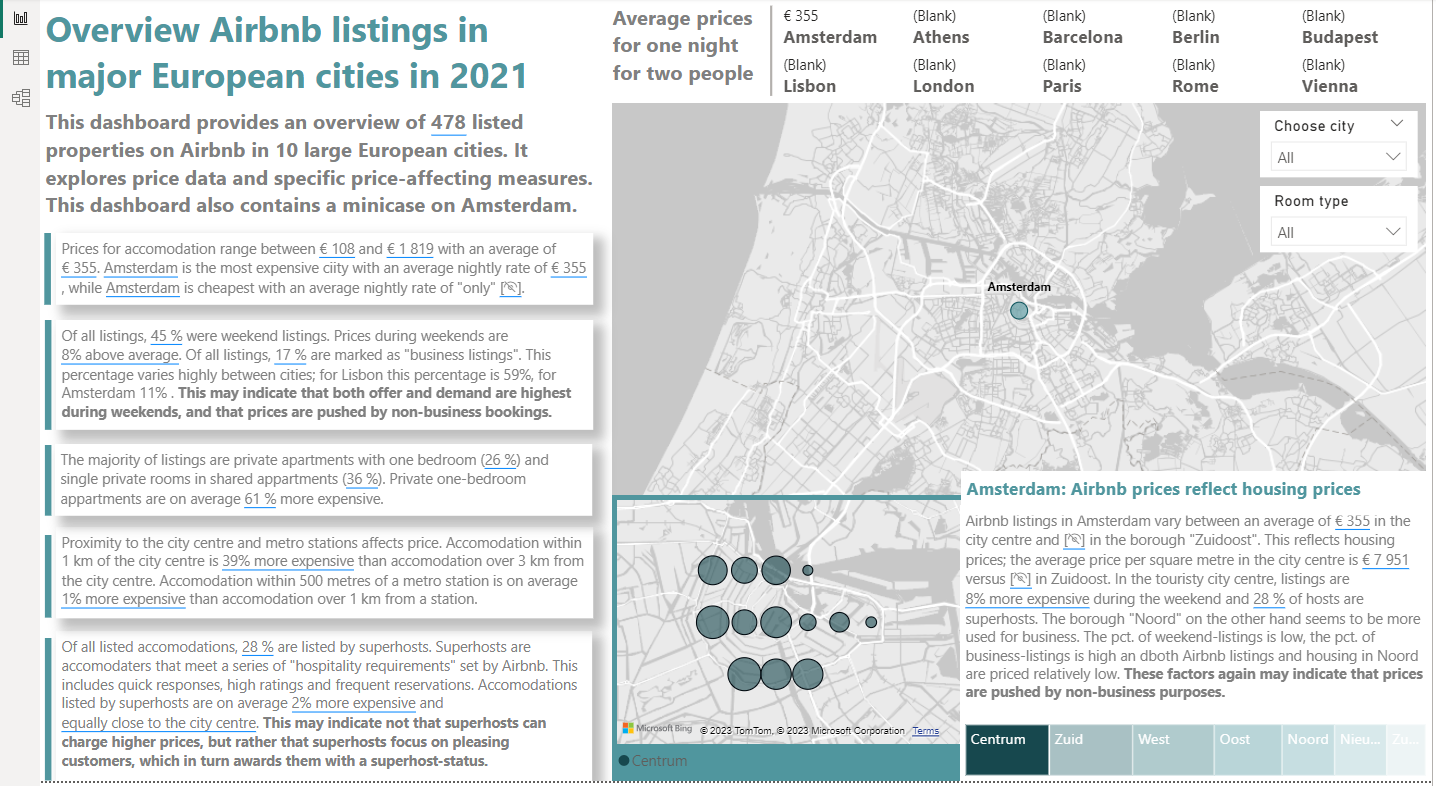 Overview Airbnb listings in
major European cities in 2021
This dashboard provides an overview of 478 listed
properties on Airbnb in 10 large European cities. It
explores price data and specific price-affecting measures.
This dashboard also contains a minicase on Amsterdam.
Prices for accomodation range between € 108 and € 1 819 with an average of
€ 355. Amsterdam is the most expensive ciity with an average nightly rate of € 355
, while Amsterdam is cheapest with an average nightly rate of "only" [ ].
Of all listings, 45 % were weekend listings. Prices during weekends are
8% above average. Of all listings, 17 % are marked as "business listings". This
percentage varies highly between cities; for Lisbon this percentage is 59%, for
Amsterdam 11% . This may indicate that both offer and demand are highest
during weekends, and that prices are pushed by non-business bookings.
The majority of listings are private apartments with one bedroom (26 %) and
single private rooms in shared appartments (36 %). Private one-bedroom
appartments are on average 61 % more expensive.
Proximity to the city centre and metro stations affects price. Accomodation within
1 km of the city centre is 39% more expensive than accomodation over 3 km from
the city centre. Accomodation within 500 metres of a metro station is on average
1% more expensive than accomodation over 1 km from a station.
Of all listed accomodations, 28 % are listed by superhosts. Superhosts are
accomodaters that meet a series of "hospitality requirements" set by Airbnb. This
includes quick responses, high ratings and frequent reservations. Accomodations
listed by superhosts are on average 2% more expensive and
equally close to the city centre. This may indicate not that superhosts can
charge higher prices, but rather that superhosts focus on pleasing
customers, which in turn awards them with a superhost-status.
Average prices
for one night
for two people
€ 355 (Blank) (Blank) (Blank) (Blank)
Amsterdam Athens Barcelona Berlin Budapest
(Blank) (Blank) (Blank) (Blank) (Blank)
Lisbon London Paris Rome Vienna
Choose city
All
Room type
All
Amsterdam
Microsoft Bing © 2023 TomTom, © 2023 Microsoft Corporation Terms
Centrum
Amsterdam: Airbnb prices reflect housing prices
Airbnb listings in Amsterdam vary between an average of € 355 in the
city centre and [ ] in the borough "Zuidoost". This reflects housing
prices; the average price per square metre in the city centre is € 7 951
versus [ ] in Zuidoost. In the touristy city centre, listings are
8% more expensive during the weekend and 28 % of hosts are
superhosts. The borough "Noord" on the other hand seems to be more
used for business. The pct. of weekend-listings is low, the pct. of
business-listings is high an dboth Airbnb listings and housing in Noord
are priced relatively low. These factors again may indicate that prices
are pushed by non-business purposes.
Centrum Zuid West Oost Noord Nieu... Zu...